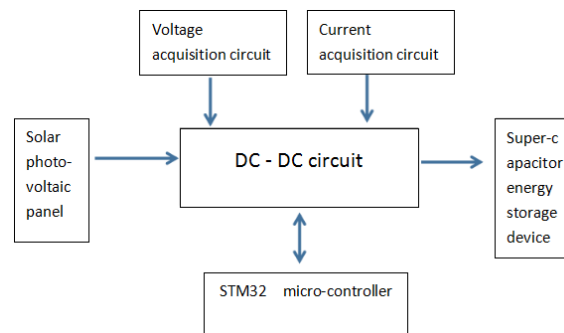 Voltage
acquisition circuit
Current
acquisition circuit
Solar
photo-
voltaic
panel
DC - DC circuit
Super-c
apacitor
energy
storage
device
STM32 micro-controller